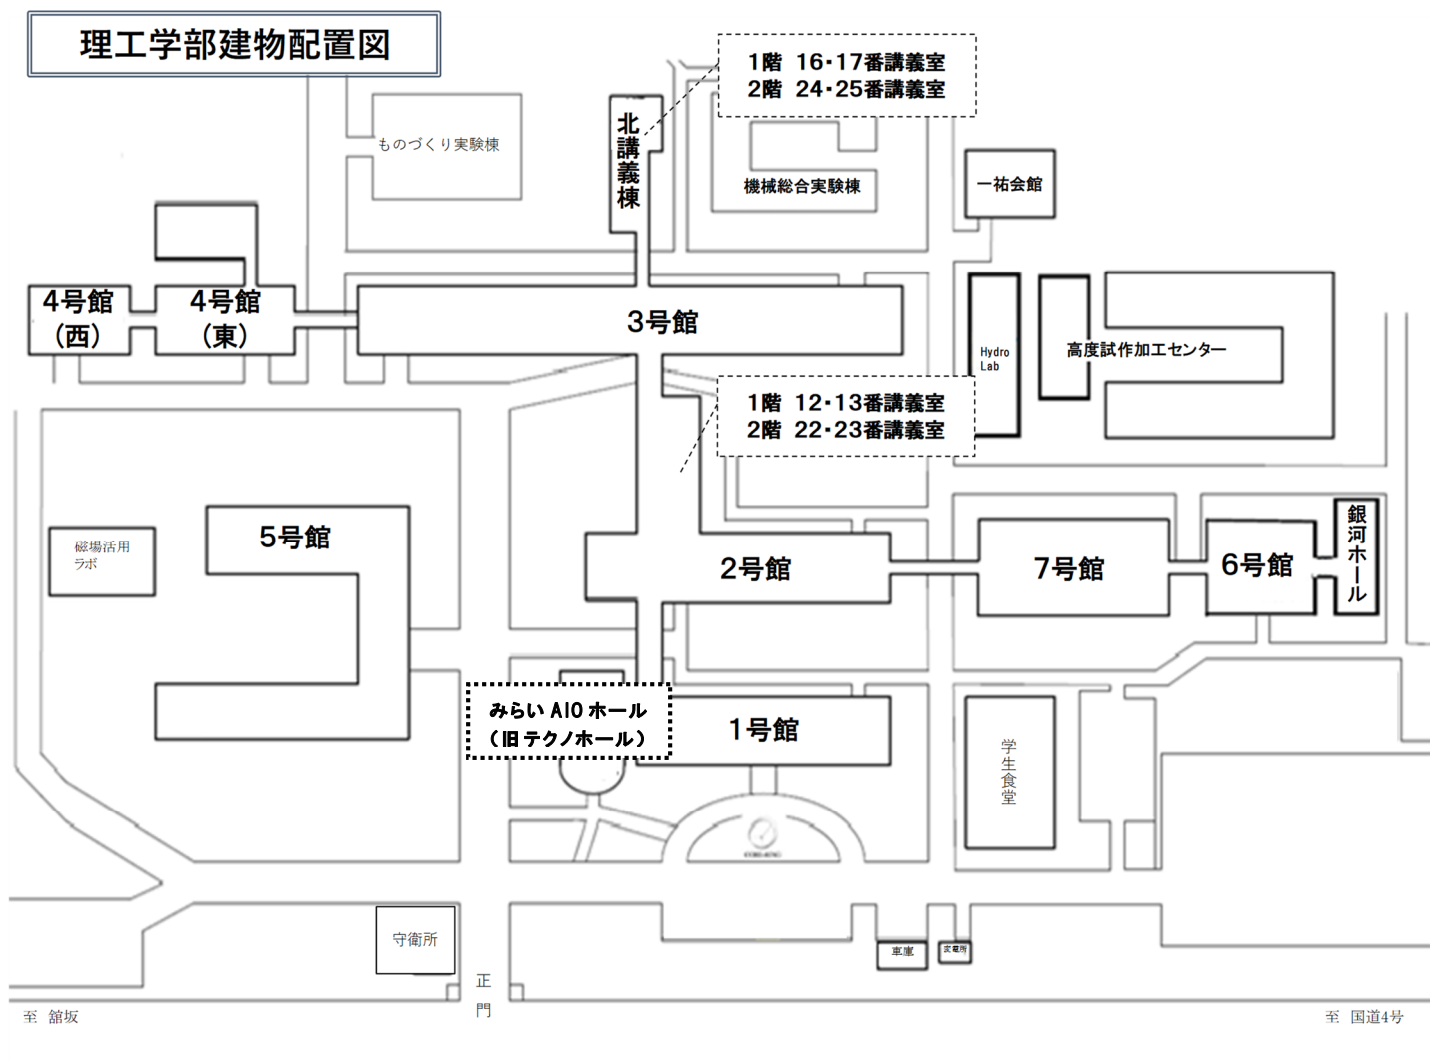 理工学部建物配置図
1階 16・17番講義室
2階 24・25番講義室
北講義棟
ものづくり実験棟
機械総合実験棟
一祐会館
4号館
(西)
4号館
(東)
3号館
Hydro
Lab
高度試作加工センター
1階 12・13番講義室
2階 22・23番講義室
磁場活用
ラボ
5号館
2号館
7号館
6号館
銀河ホール
みらい AIO ホール
(旧テクノホール)
1号館
学生食堂
守衛所
車庫
変電所
正門
至 舘坂
至 国道4号